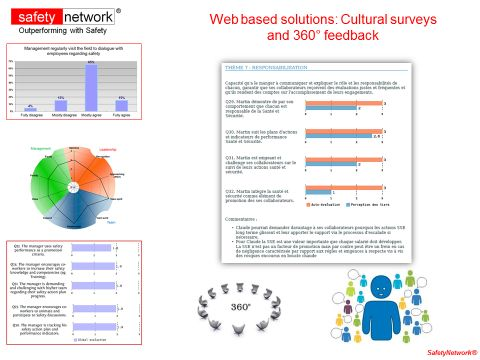 safety network®
Outperforming with Safety
Web based solutions: Cultural surveys
and 360° feedback
Management regularly visit the field to dialogue with
employees regarding safety
4%
15%
65%
15%
Fully disagree
Mostly disagree
Mostly agree
Fully agree
Management
Leadership
Team
The manager uses safety
performance as a promotion
criteria.
The manager encourage co-
workers to increase their safety
knowledge and competencies (eg
Training).
The manager is demanding
and challenging with higher team
regarding their safety action plan
progress.
The manager encourages co-
workers to animate and
participate to Safety discussions.
The manager is tracking his
safety action plan and
performance indicators.
Global evaluation
THÈME 7 : RESPONSABILISATION
Capacité qu'a le manager à communiquer et expliquer le rôle et les responsabilités de
chacun, garantir que ses collaborateurs reçoivent des évaluations justes et fréquentes et
qu'ils rendent des comptes sur l'accomplissement de leurs engagements.
Q29. Martin démontre de par son
comportement que chacun est
responsable de la Santé et
Sécurité.
Q30. Martin suit les plans d'actions
et indicateurs de performance
Santé et Sécurité.
Q31. Martin est exigeant et
challenge ses collaborateurs sur le
suivi de leurs actions santé et
sécurité.
Q32. Martin intègre la santé et
sécurité comme élément de
promotion des ses collaborateurs.
Auto-évaluation
Perception des tiers
Commentaires :
• Claude pourrait demander davantage à ses collaborateurs pourquoi les actions SSE
long terme glissent et leur apporter le support via le processus d'escalade si
nécessaire.
• Pour Claude la SSE est une valeur importante que chaque salarié doit développer.
La SSE n'est pas un facteur de promotion mais par contre peut être un frein en cas
de négligence caractérisée par rapport aux règles et exigences à respecter vis à vis
des risques encourus ou bonne conduite
360°
SafetyNetwork®